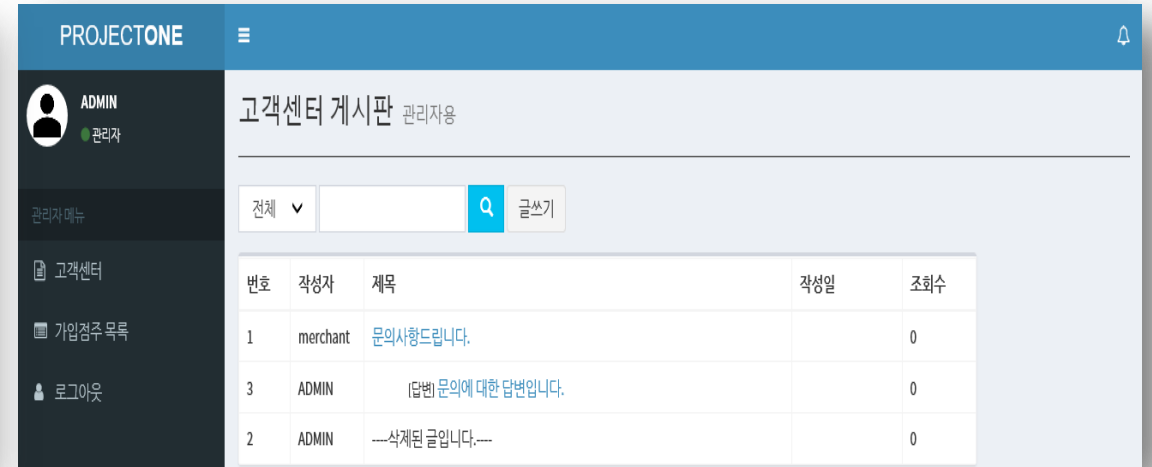 PROJECTONE
ADMIN
관리자
관리자 메뉴
고객센터
가입점주 목록
로그아웃
고객센터 게시판 관리자용
전체 글쓰기
번호 작성자 제목 작성일 조회수
1 merchant 문의사항드립니다. 0
3 ADMIN [답변] 문의에 대한 답변입니다. 0
2 ADMIN ----삭제된 글입니다.---- 0